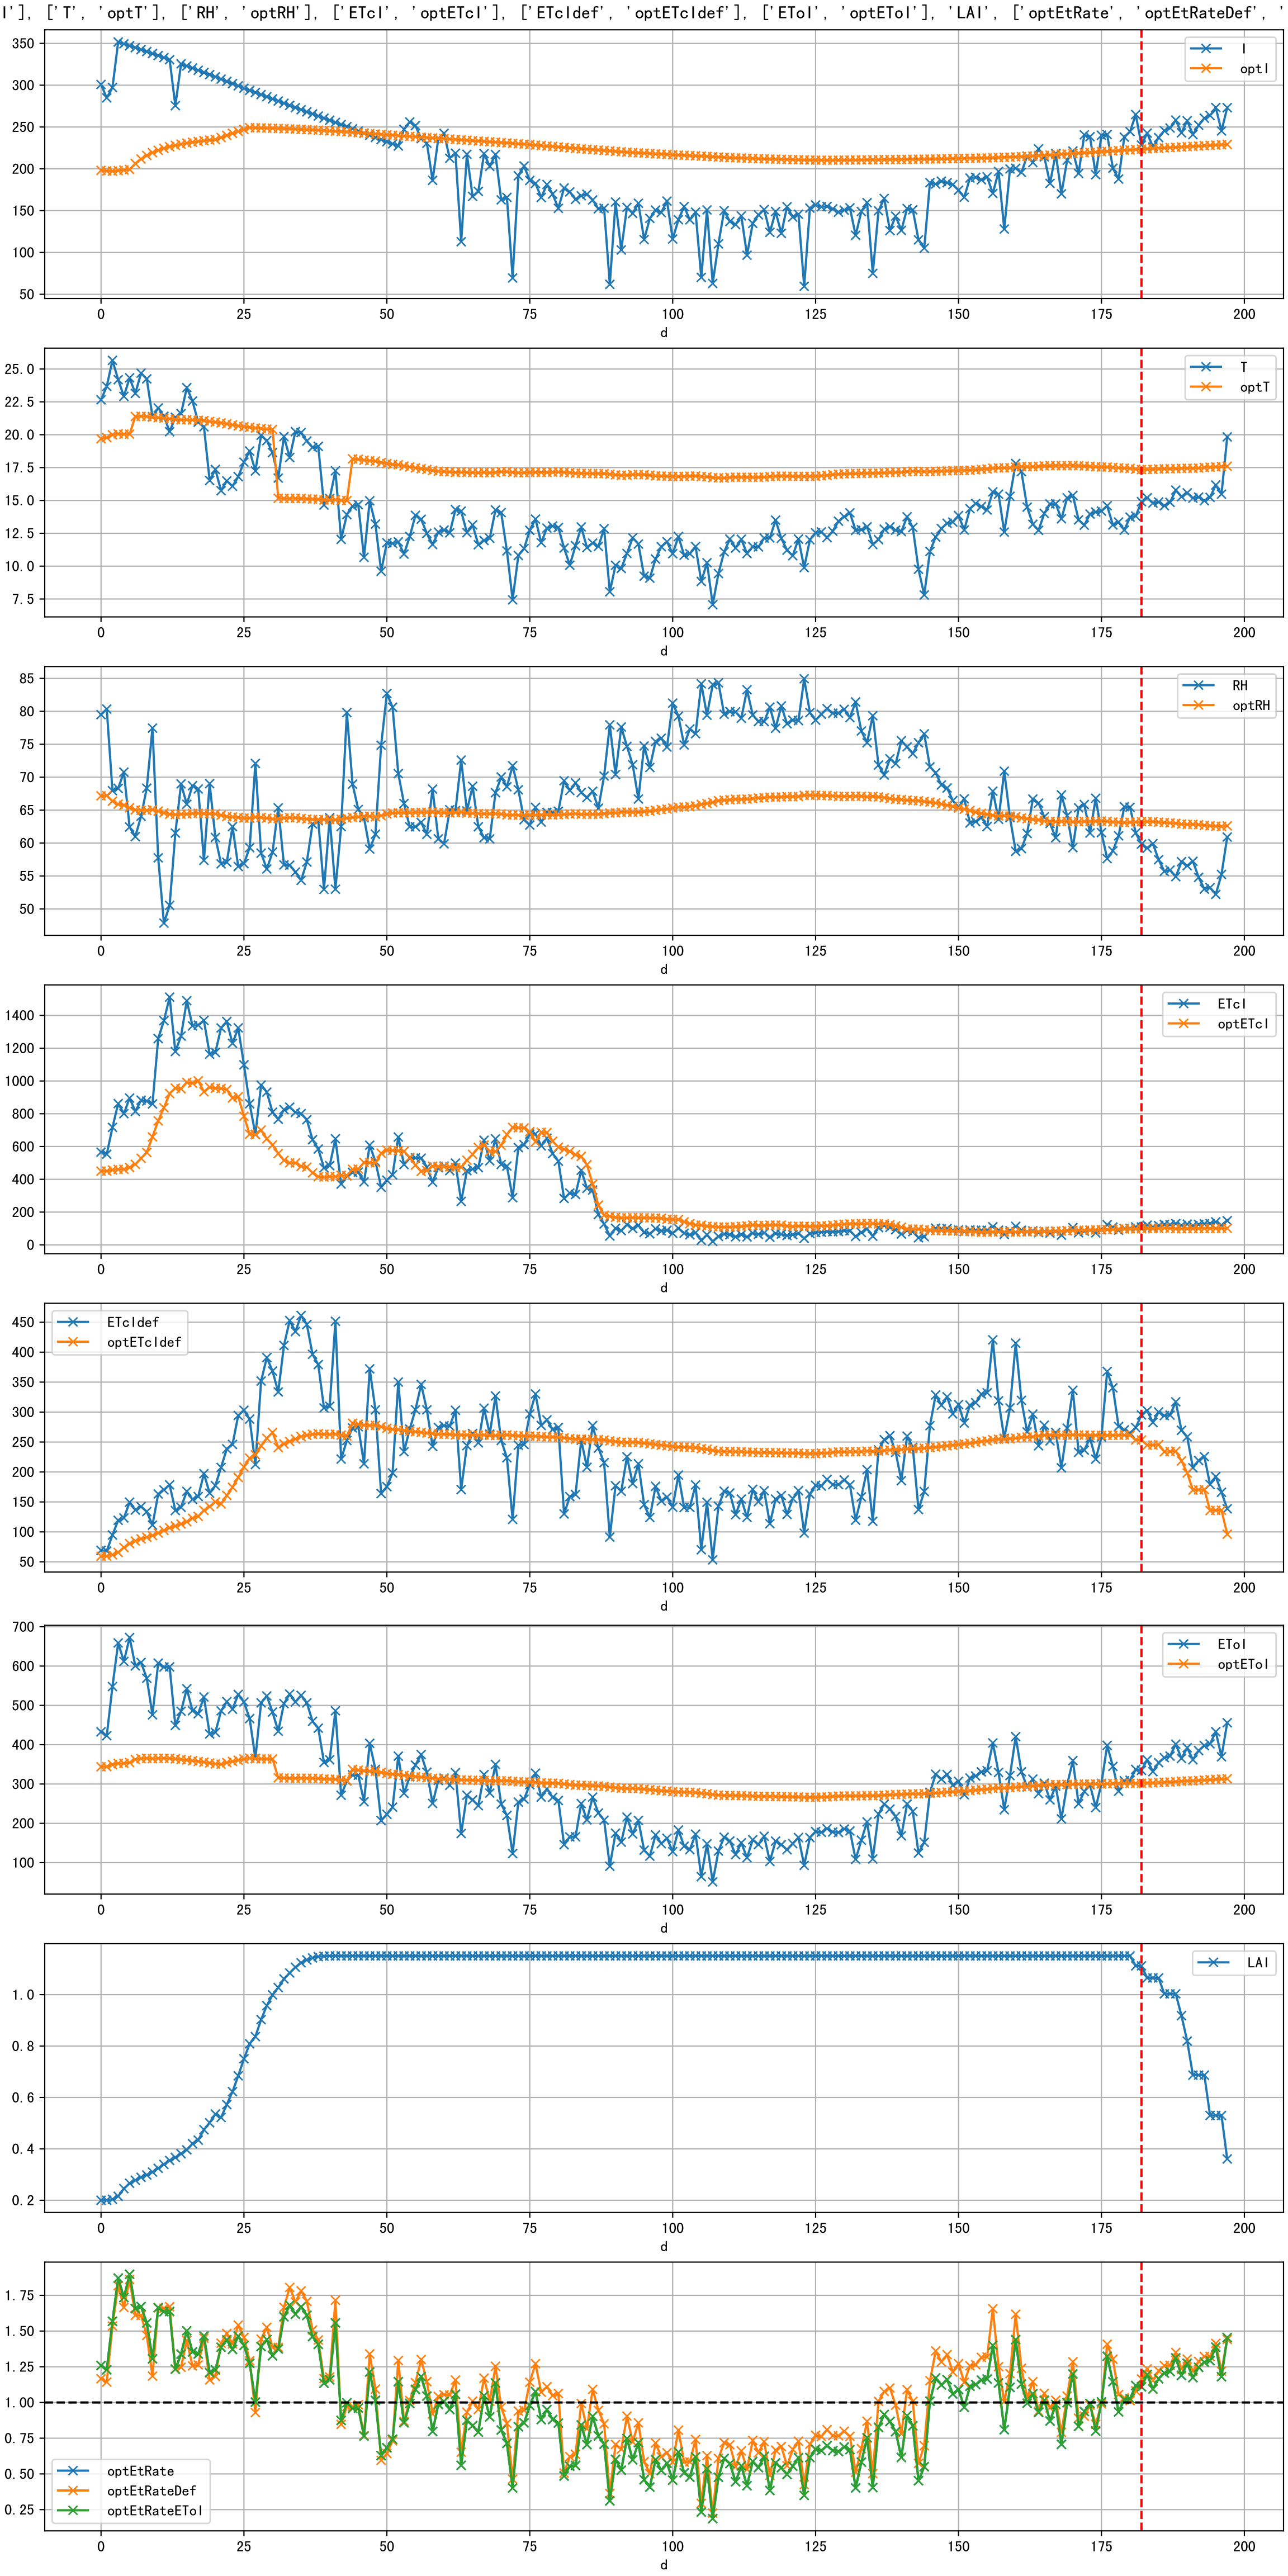 I'], ['T', 'optT'], ['RH', 'optRH'], ['ETcI', 'optETcI'], ['ETcIdef', 'optETcIdef'], ['EToI', 'optEToI'], 'LAI', ['optEtRate', 'optEtRateDef', '
350
300
250
200
150
100
50
I
optI
0 25 50 75 100 125 150 175 200
d
25.0
22.5
20.0
17.5
15.0
12.5
10.0
7.5
T
optT
0 25 50 75 100 125 150 175 200
d
85
80
75
70
65
60
55
50
RH
optRH
0 25 50 75 100 125 150 175 200
d
1400
1200
1000
800
600
400
200
0
ETcI
optETcI
0 25 50 75 100 125 150 175 200
d
450
400
350
300
250
200
150
100
50
ETcIdef
optETcIdef
0 25 50 75 100 125 150 175 200
d
700
600
500
400
300
200
100
EToI
optEToI
0 25 50 75 100 125 150 175 200
d
1.0
0.8
0.6
0.4
0.2
LAI
0 25 50 75 100 125 150 175 200
d
1.75
1.50
1.25
1.00
0.75
0.50
0.25
optEtRate
optEtRateDef
optEtRateEToI
0 25 50 75 100 125 150 175 200
d